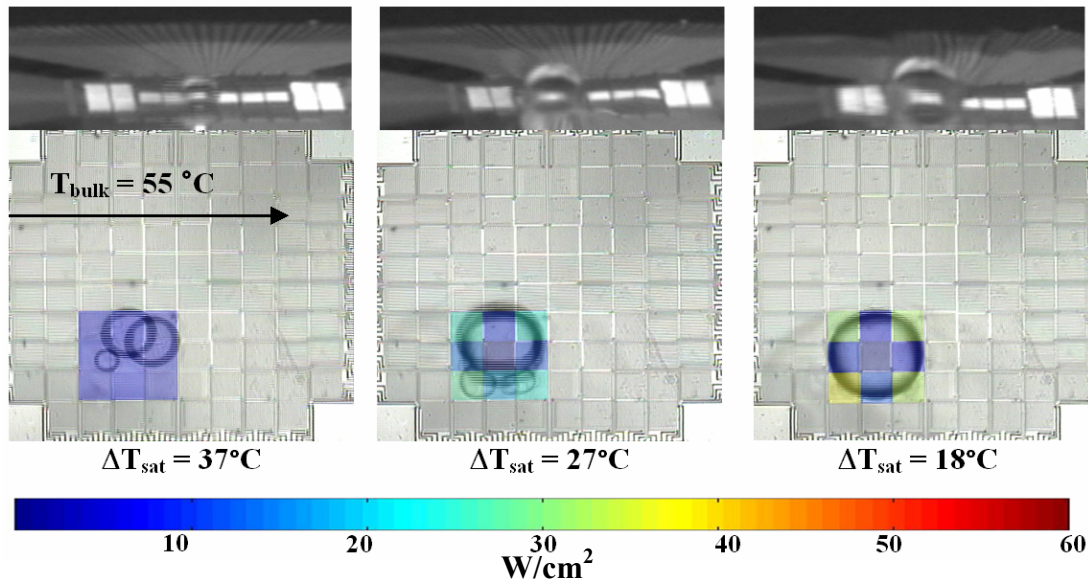 T_bulk = 55 °C
ΔT_sat = 37°C
ΔT_sat = 27°C
ΔT_sat = 18°C
10 20 30 40 50 60
W/cm²